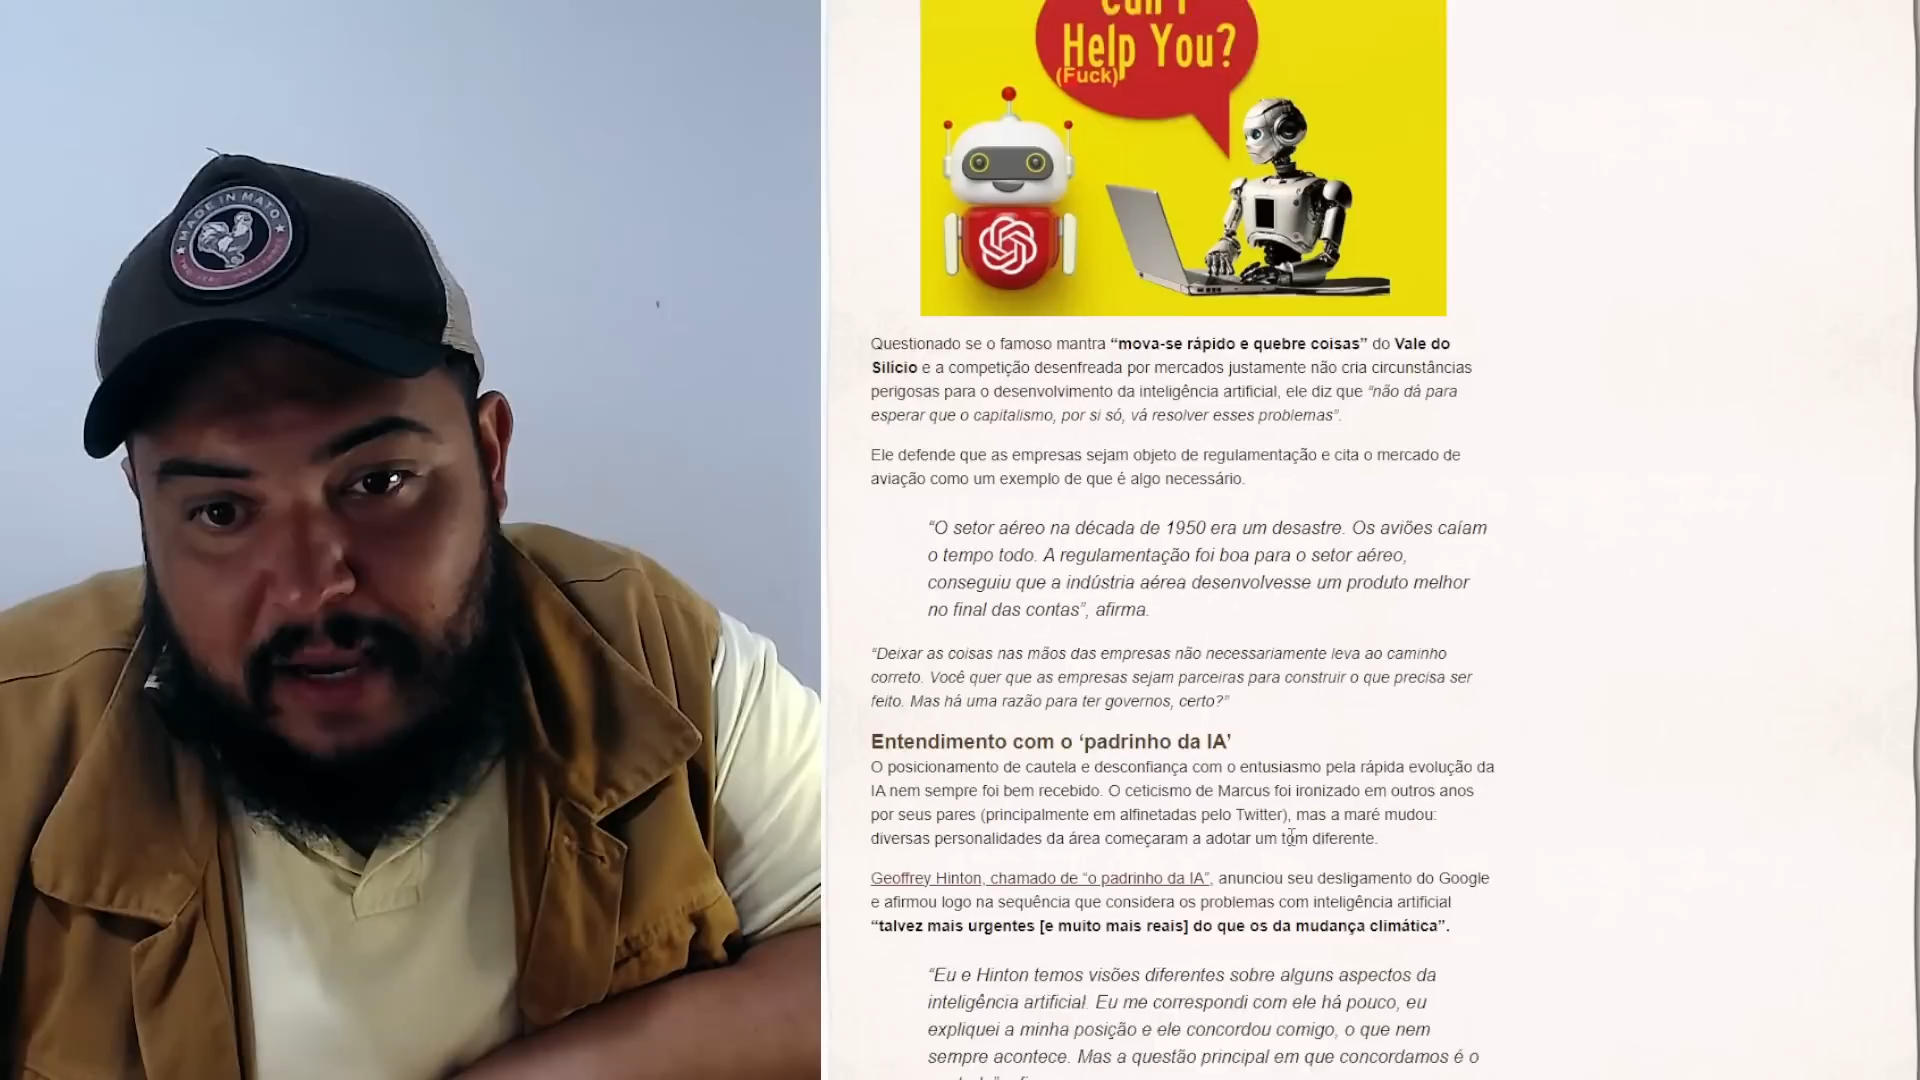 MADE IN MATO
Can I
Help You?
(Fuck)
Questionado se o famoso mantra “mova-se rápido e quebre coisas” do Vale do
Silício e a competição desenfreada por mercados justamente não cria circunstâncias
perigosas para o desenvolvimento da inteligência artificial, ele diz que “não dá para
esperar que o capitalismo, por si só, vá resolver esses problemas”.
Ele defende que as empresas sejam objeto de regulamentação e cita o mercado de
aviação como um exemplo de que é algo necessário.
“O setor aéreo na década de 1950 era um desastre. Os aviões caíam
o tempo todo. A regulamentação foi boa para o setor aéreo,
conseguiu que a indústria aérea desenvolvesse um produto melhor
no final das contas”, afirma.
“Deixar as coisas nas mãos das empresas não necessariamente leva ao caminho
correto. Você quer que as empresas sejam parceiras para construir o que precisa ser
feito. Mas há uma razão para ter governos, certo?”
Entendimento com o ‘padrinho da IA’
O posicionamento de cautela e desconfiança com o entusiasmo pela rápida evolução da
IA nem sempre foi bem recebido. O ceticismo de Marcus foi ironizado em outros anos
por seus pares (principalmente em alfinetadas pelo Twitter), mas a maré mudou:
diversas personalidades da área começaram a adotar um tom diferente.
Geoffrey Hinton, chamado de “o padrinho da IA”, anunciou seu desligamento do Google
e afirmou logo na sequência que considera os problemas com inteligência artificial
“talvez mais urgentes [e muito mais reais] do que os da mudança climática”.
“Eu e Hinton temos visões diferentes sobre alguns aspectos da
inteligência artificial. Eu me correspondi com ele há pouco, eu
expliquei a minha posição e ele concordou comigo, o que nem
sempre acontece. Mas a questão principal em que concordamos é o